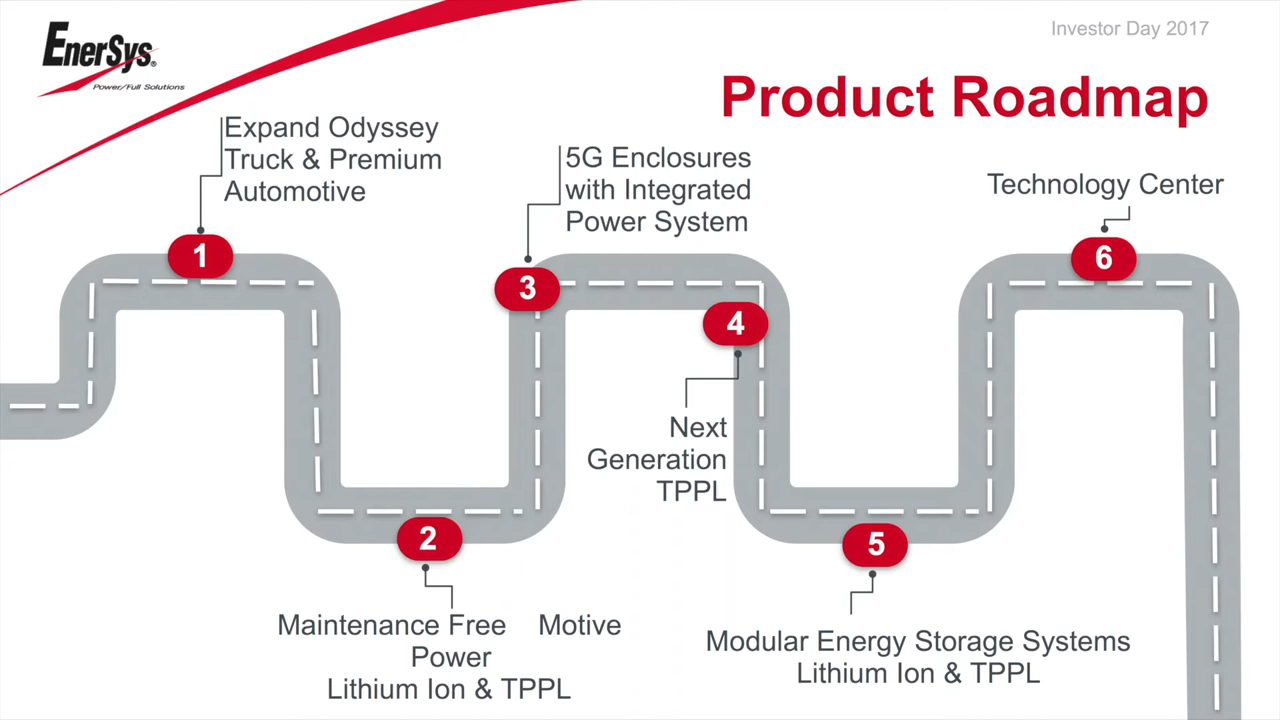 EnerSys®
Power/Full Solutions
Investor Day 2017
Product Roadmap
1
Expand Odyssey
Truck & Premium
Automotive
2
Maintenance Free Motive
Power
Lithium Ion & TPPL
3
5G Enclosures
with Integrated
Power System
4
Next
Generation
TPPL
5
Modular Energy Storage Systems
Lithium Ion & TPPL
6
Technology Center